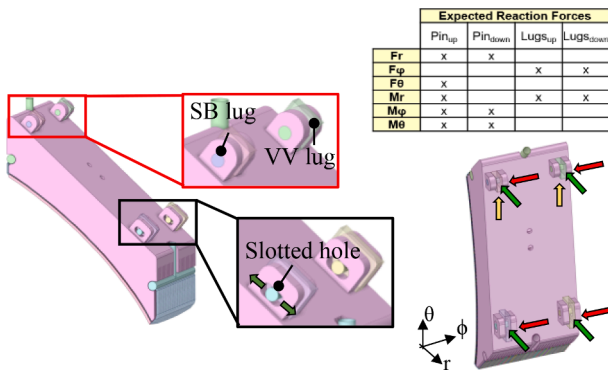 Expected Reaction Forces
Pinup Pindown Lugsup Lugsdown
Fr x x
Fφ x x
Fθ x
Mr x x x
Mφ x x
Mθ x x
SB lug
VV lug
Slotted hole
θ
ϕ
r